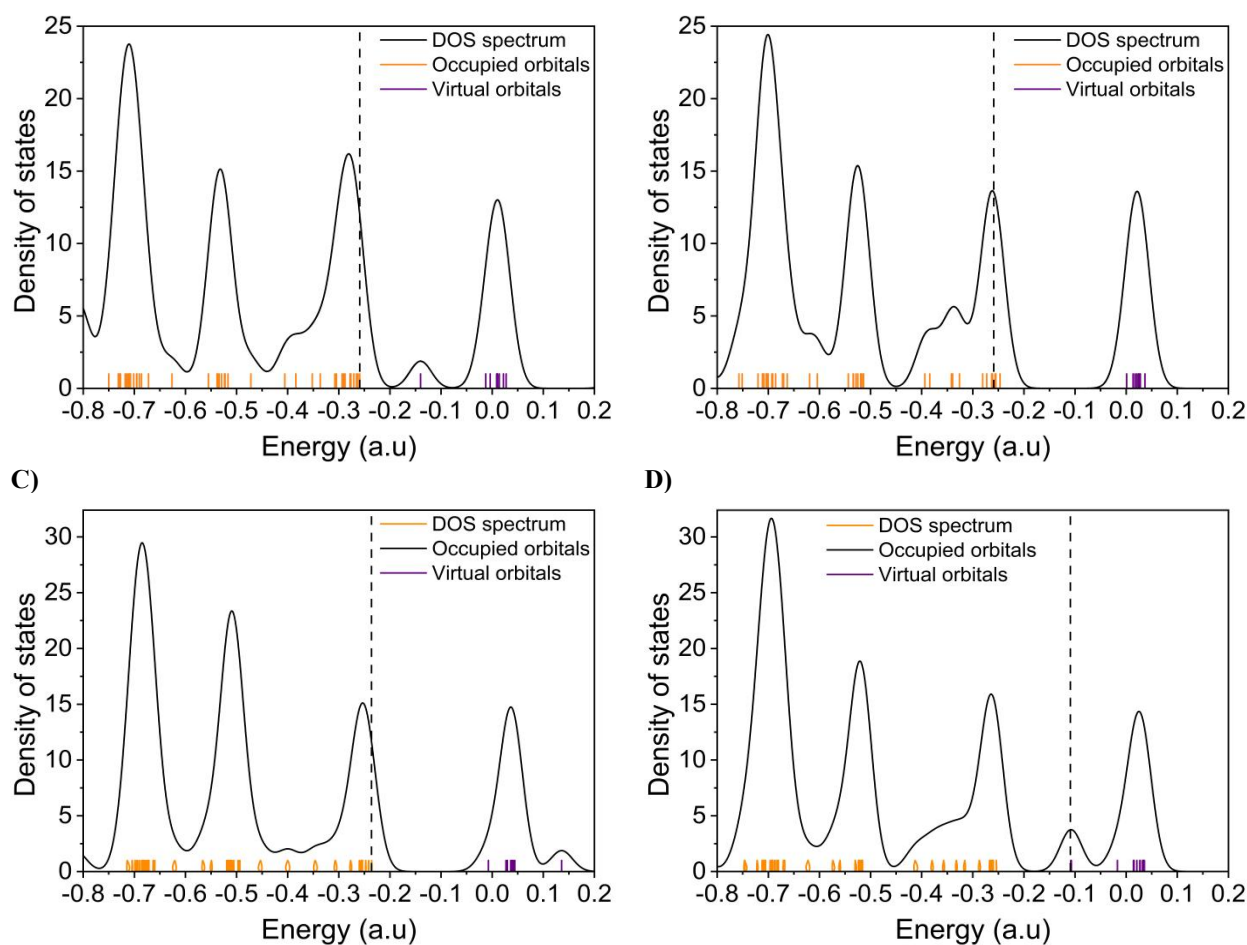 25
20
15
10
5
0
Density of states
DOS spectrum
Occupied orbitals
Virtual orbitals
-0.8 -0.7 -0.6 -0.5 -0.4 -0.3 -0.2 -0.1 0.0 0.1 0.2
Energy (a.u)
25
20
15
10
5
0
Density of states
DOS spectrum
Occupied orbitals
Virtual orbitals
-0.8 -0.7 -0.6 -0.5 -0.4 -0.3 -0.2 -0.1 0.0 0.1 0.2
Energy (a.u)
C)
30
25
20
15
10
5
0
Density of states
DOS spectrum
Occupied orbitals
Virtual orbitals
-0.8 -0.7 -0.6 -0.5 -0.4 -0.3 -0.2 -0.1 0.0 0.1 0.2
Energy (a.u)
D)
30
25
20
15
10
5
0
Density of states
DOS spectrum
Occupied orbitals
Virtual orbitals
-0.8 -0.7 -0.6 -0.5 -0.4 -0.3 -0.2 -0.1 0.0 0.1 0.2
Energy (a.u)